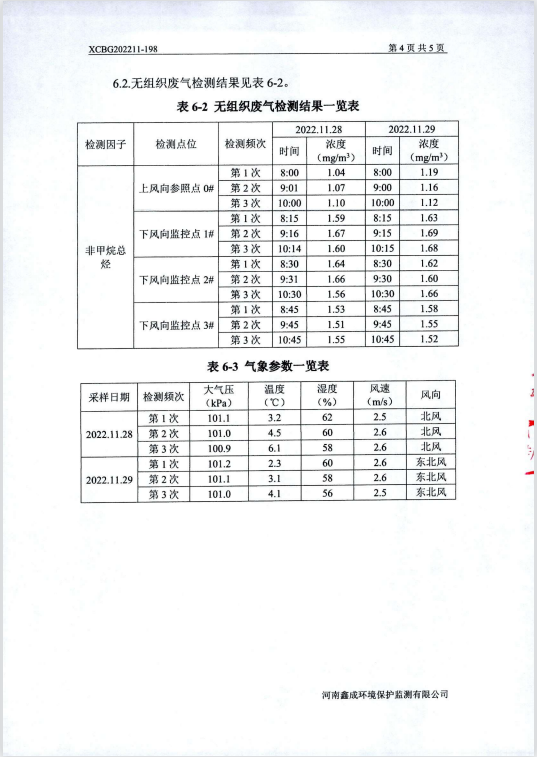 XCBG202211-198 第 4 页 共 5 页
6.2.无组织废气检测结果见表 6-2。
表 6-2 无组织废气检测结果一览表
检测因子 检测点位 检测频次 2022.11.28 2022.11.29
时间 浓度（mg/m³） 时间 浓度（mg/m³）
非甲烷总烃 上风向参照点 0# 第 1 次 8:00 1.04 8:00 1.19
第 2 次 9:01 1.07 9:00 1.16
第 3 次 10:00 1.10 10:00 1.12
下风向监控点 1# 第 1 次 8:15 1.59 8:15 1.63
第 2 次 9:16 1.67 9:15 1.69
第 3 次 10:14 1.60 10:15 1.68
下风向监控点 2# 第 1 次 8:30 1.64 8:30 1.62
第 2 次 9:31 1.66 9:30 1.60
第 3 次 10:30 1.56 10:30 1.66
下风向监控点 3# 第 1 次 8:45 1.53 8:45 1.58
第 2 次 9:45 1.51 9:45 1.55
第 3 次 10:45 1.55 10:45 1.52
表 6-3 气象参数一览表
采样日期 检测频次 大气压（kPa） 温度（℃） 湿度（%） 风速（m/s） 风向
2022.11.28 第 1 次 101.1 3.2 62 2.5 北风
第 2 次 101.0 4.5 60 2.6 北风
第 3 次 100.9 6.1 58 2.6 北风
2022.11.29 第 1 次 101.2 2.3 60 2.6 东北风
第 2 次 101.1 3.1 58 2.6 东北风
第 3 次 101.0 4.1 56 2.5 东北风
河南鑫成环境保护监测有限公司